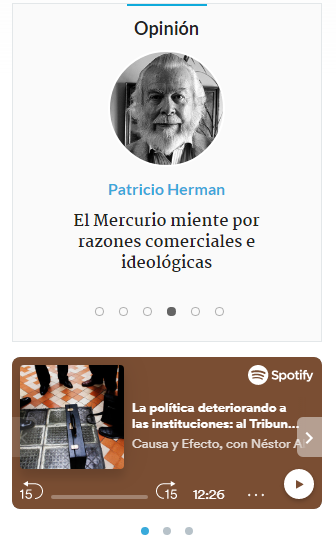 Opinión
Patricio Herman
El Mercurio miente por
razones comerciales e
ideológicas
Spotify
La política deteriorando a
las instituciones: al Tribun...
Causa y Efecto, con Néstor A
15
15
12:26